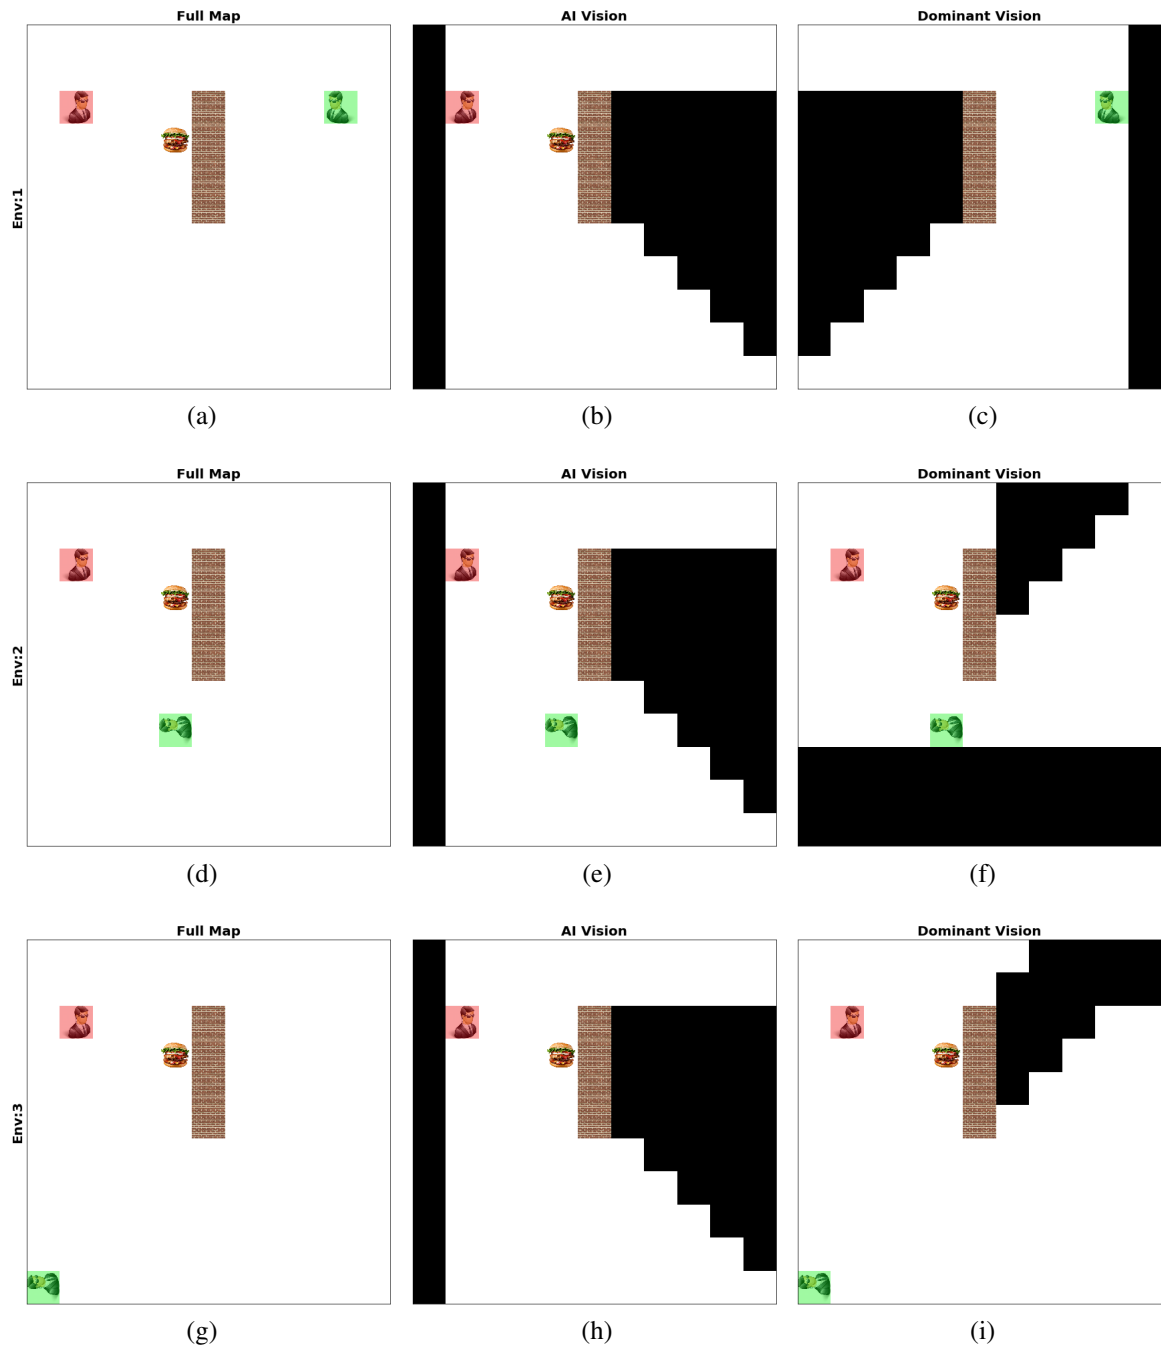 Full Map
AI Vision
Dominant Vision
Env:1
(a)
(b)
(c)
Full Map
AI Vision
Dominant Vision
Env:2
(d)
(e)
(f)
Full Map
AI Vision
Dominant Vision
Env:3
(g)
(h)
(i)